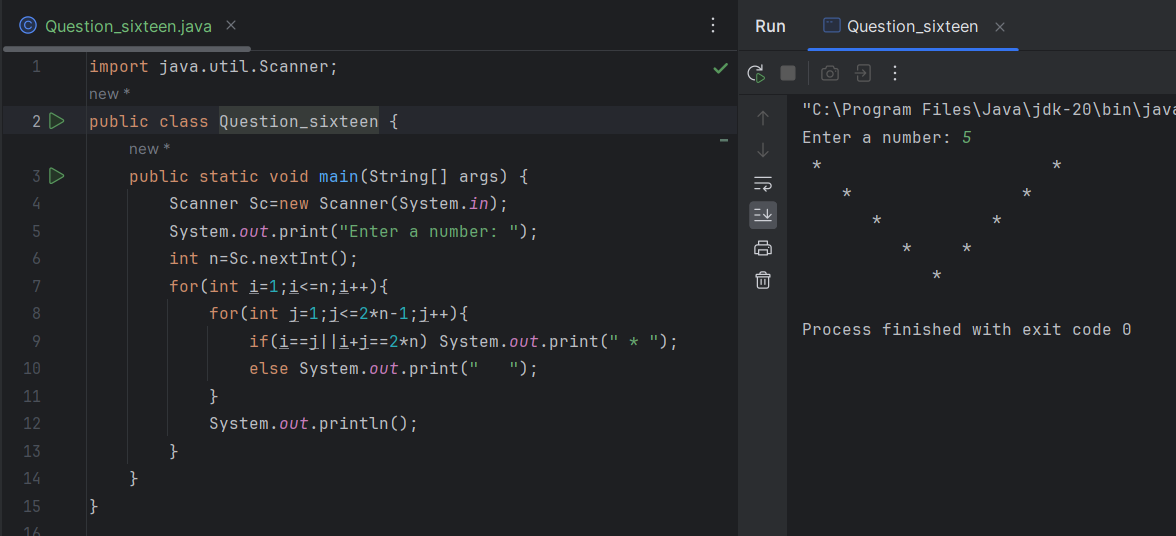 Question_sixteen.java
1 import java.util.Scanner;
new *
2 public class Question_sixteen {
new *
3     public static void main(String[] args) {
4         Scanner Sc=new Scanner(System.in);
5         System.out.print("Enter a number: ");
6         int n=Sc.nextInt();
7         for(int i=1;i<=n;i++){
8             for(int j=1;j<=2*n-1;j++){
9                 if(i==j||i+j==2*n) System.out.print(" * ");
10                 else System.out.print("   ");
11             }
12             System.out.println();
13         }
14     }
15 }
16
Run Question_sixteen
"C:\Program Files\Java\jdk-20\bin\java
Enter a number: 5
 *                       * 
    *                 * 
       *           * 
          *     * 
             * 
Process finished with exit code 0